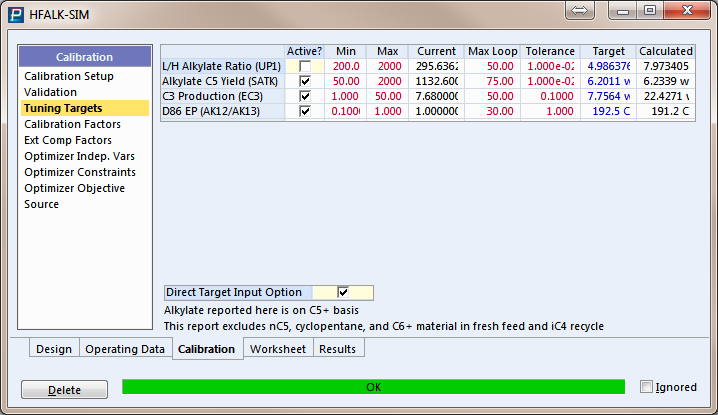 HFALK-SIM
Calibration
Calibration Setup
Validation
Tuning Targets
Calibration Factors
Ext Comp Factors
Optimizer Indep. Vars
Optimizer Constraints
Optimizer Objective
Source
Active? Min Max Current Max Loop Tolerance Target Calculated
L/H Alkylate Ratio (UP1) 200.0 2000 295.6362 50.00 1.000e-02 4.986376 7.973405
Alkylate C5 Yield (SATK) 50.00 2000 1132.600 75.00 1.000e-02 6.2011 w 6.2339 w
C3 Production (EC3) 1.000 50.00 7.680000 50.00 0.1000 7.7564 w 22.4271 v
D86 EP (AK12/AK13) 0.1000 1.000 1.000000 30.00 1.000 192.5 C 191.2 C
Direct Target Input Option
Alkylate reported here is on C5+ basis
This report excludes nC5, cyclopentane, and C6+ material in fresh feed and iC4 recycle
Design Operating Data Calibration Worksheet Results
Delete OK Ignored